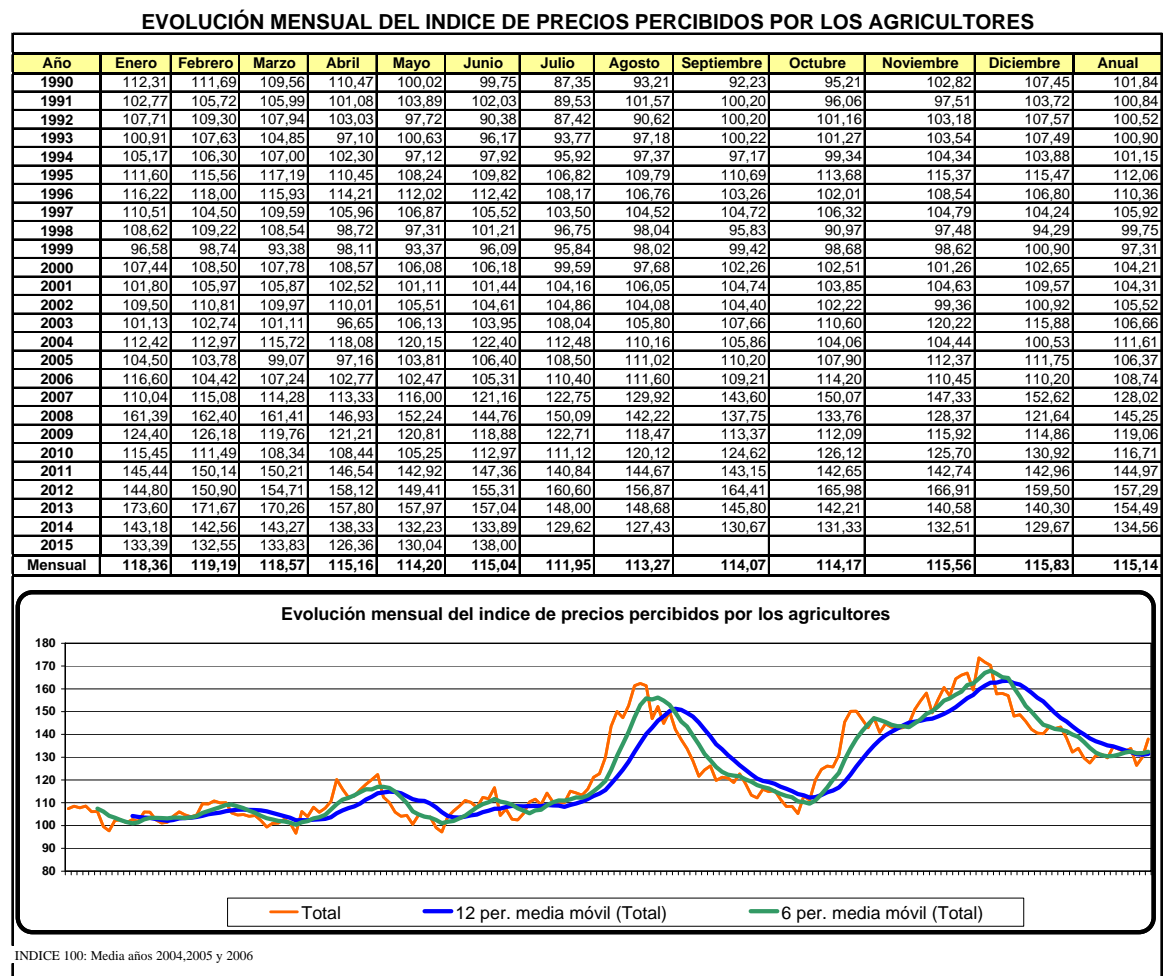 EVOLUCIÓN MENSUAL DEL INDICE DE PRECIOS PERCIBIDOS POR LOS AGRICULTORES
Año Enero Febrero Marzo Abril Mayo Junio Julio Agosto Septiembre Octubre Noviembre Diciembre Anual
1990 112,31 111,69 109,56 110,47 100,02 99,75 87,35 93,21 92,23 95,21 102,82 107,45 101,84
1991 102,77 105,72 105,99 101,08 103,89 102,03 89,53 101,57 100,20 96,06 97,51 103,72 100,84
1992 107,71 109,30 107,94 103,03 97,72 90,38 87,42 90,62 100,20 101,16 103,18 107,57 100,52
1993 100,91 107,63 104,85 97,10 100,63 96,17 93,77 97,18 100,22 101,27 103,54 107,49 100,90
1994 105,17 106,30 107,00 102,30 97,12 97,92 95,92 97,37 97,17 99,34 104,34 103,88 101,15
1995 111,60 115,56 117,19 110,45 108,24 109,82 106,82 109,79 110,69 113,68 115,37 115,47 112,06
1996 116,22 118,00 115,93 114,21 112,02 112,42 108,17 106,76 103,26 102,01 108,54 106,80 110,36
1997 110,51 104,50 109,59 105,96 106,87 105,52 103,50 104,52 104,72 106,32 104,79 104,24 105,92
1998 108,62 109,22 108,54 98,72 97,31 101,21 96,75 98,04 95,83 90,97 97,48 94,29 99,75
1999 96,58 98,74 93,38 98,11 93,37 96,09 95,84 98,02 99,42 98,68 98,62 100,90 97,31
2000 107,44 108,50 107,78 108,57 106,08 106,18 99,59 97,68 102,26 102,51 101,26 102,65 104,21
2001 101,80 105,97 105,87 102,52 101,11 101,44 104,16 106,05 104,74 103,85 104,63 109,57 104,31
2002 109,50 110,81 109,97 110,01 105,51 104,61 104,86 104,08 104,40 102,22 99,36 100,92 105,52
2003 101,13 102,74 101,11 96,65 106,13 103,95 108,04 105,80 107,66 110,60 120,22 115,88 106,66
2004 112,42 112,97 115,72 118,08 120,15 122,40 112,48 110,16 105,86 104,06 104,44 100,53 111,61
2005 104,50 103,78 99,07 97,16 103,81 106,40 108,50 111,02 110,20 107,90 112,37 111,75 106,37
2006 116,60 104,42 107,24 102,77 102,47 105,31 110,40 111,60 109,21 114,20 110,45 110,20 108,74
2007 110,04 115,08 114,28 113,33 116,00 121,16 122,75 129,92 143,60 150,07 147,33 152,62 128,02
2008 161,39 162,40 161,41 146,93 152,24 144,76 150,09 142,22 137,75 133,76 128,37 121,64 145,25
2009 124,40 126,18 119,76 121,21 120,81 118,88 122,71 118,47 113,37 112,09 115,92 114,86 119,06
2010 115,45 111,49 108,34 108,44 105,25 112,97 111,12 120,12 124,62 126,12 125,70 130,92 116,71
2011 145,44 150,14 150,21 146,54 142,92 147,36 140,84 144,67 143,15 142,65 142,74 142,96 144,97
2012 144,80 150,90 154,71 158,12 149,41 155,31 160,60 156,87 164,41 165,98 166,91 159,50 157,29
2013 173,60 171,67 170,26 157,80 157,97 157,04 148,00 148,68 145,80 142,21 140,58 140,30 154,49
2014 143,18 142,56 143,27 138,33 132,23 133,89 129,62 127,43 130,67 131,33 132,51 129,67 134,56
2015 133,39 132,55 133,83 126,36 130,04 138,00
Mensual 118,36 119,19 118,57 115,16 114,20 115,04 111,95 113,27 114,07 114,17 115,56 115,83 115,14
Evolución mensual del indice de precios percibidos por los agricultores
180
170
160
150
140
130
120
110
100
90
80
Total 12 per. media móvil (Total) 6 per. media móvil (Total)
INDICE 100: Media años 2004,2005 y 2006